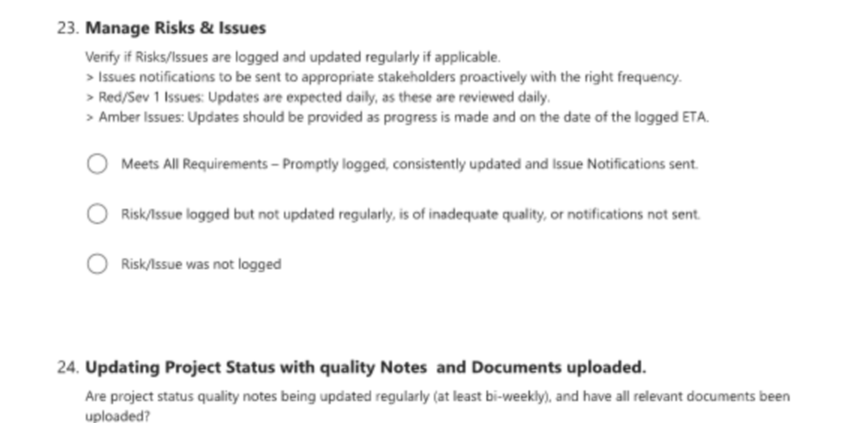 23. Manage Risks & Issues
Verify if Risks/Issues are logged and updated regularly if applicable.
> Issues notifications to be sent to appropriate stakeholders proactively with the right frequency.
> Red/Sev 1 Issues: Updates are expected daily, as these are reviewed daily.
> Amber Issues: Updates should be provided as progress is made and on the date of the logged ETA.
Meets All Requirements – Promptly logged, consistently updated and Issue Notifications sent.
Risk/Issue logged but not updated regularly, is of inadequate quality, or notifications not sent.
Risk/Issue was not logged
24. Updating Project Status with quality Notes and Documents uploaded.
Are project status quality notes being updated regularly (at least bi-weekly), and have all relevant documents been
uploaded?